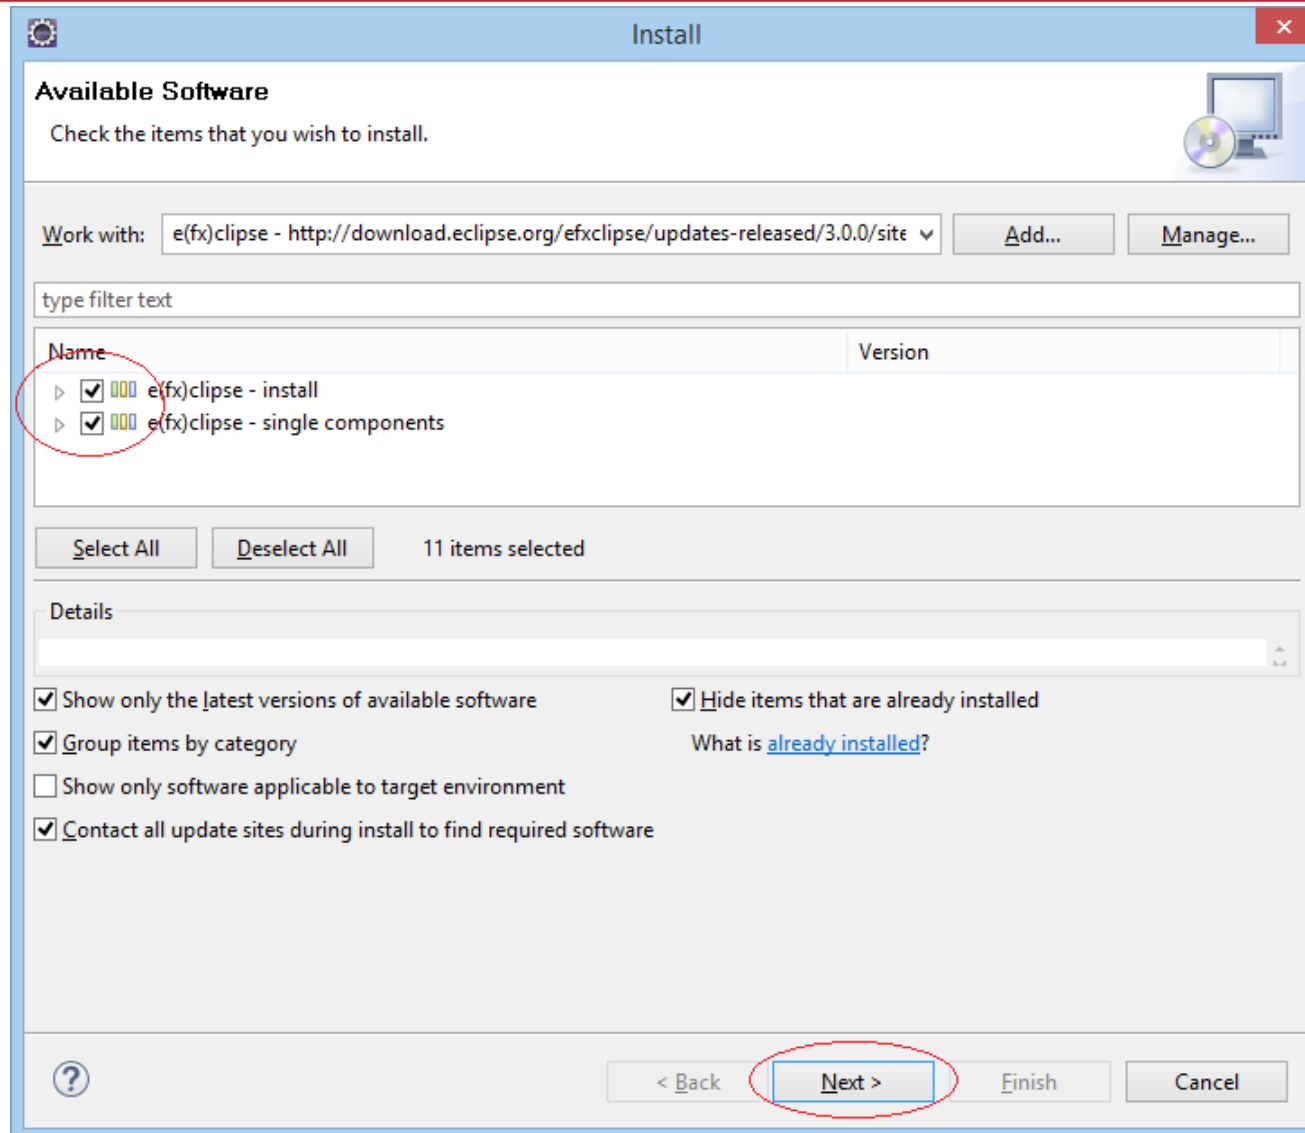 Install
Available Software
Check the items that you wish to install.
Work with: e(fx)clipse - http://download.eclipse.org/efxclipse/updates-released/3.0.0/site Add... Manage...
type filter text
Name Version
e(fx)clipse - install
e(fx)clipse - single components
Select All Deselect All 11 items selected
Details
Show only the latest versions of available software Hide items that are already installed
Group items by category What is already installed?
Show only software applicable to target environment
Contact all update sites during install to find required software
? < Back Next > Finish Cancel